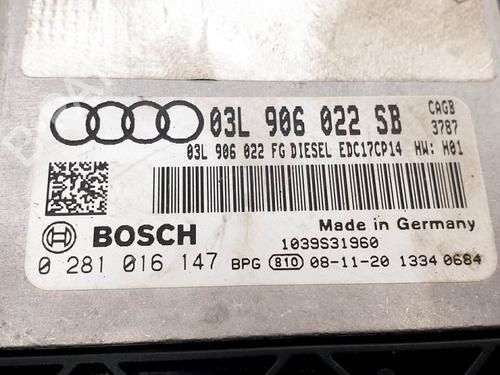 03L 906 022 SB CAGB
3787
03L 906 022 FG DIESEL EDC17CP14 HW: H01
BOSCH
Made in Germany
1039S31960
0 281 016 147 BPG 810 08-11-20 1334 0684